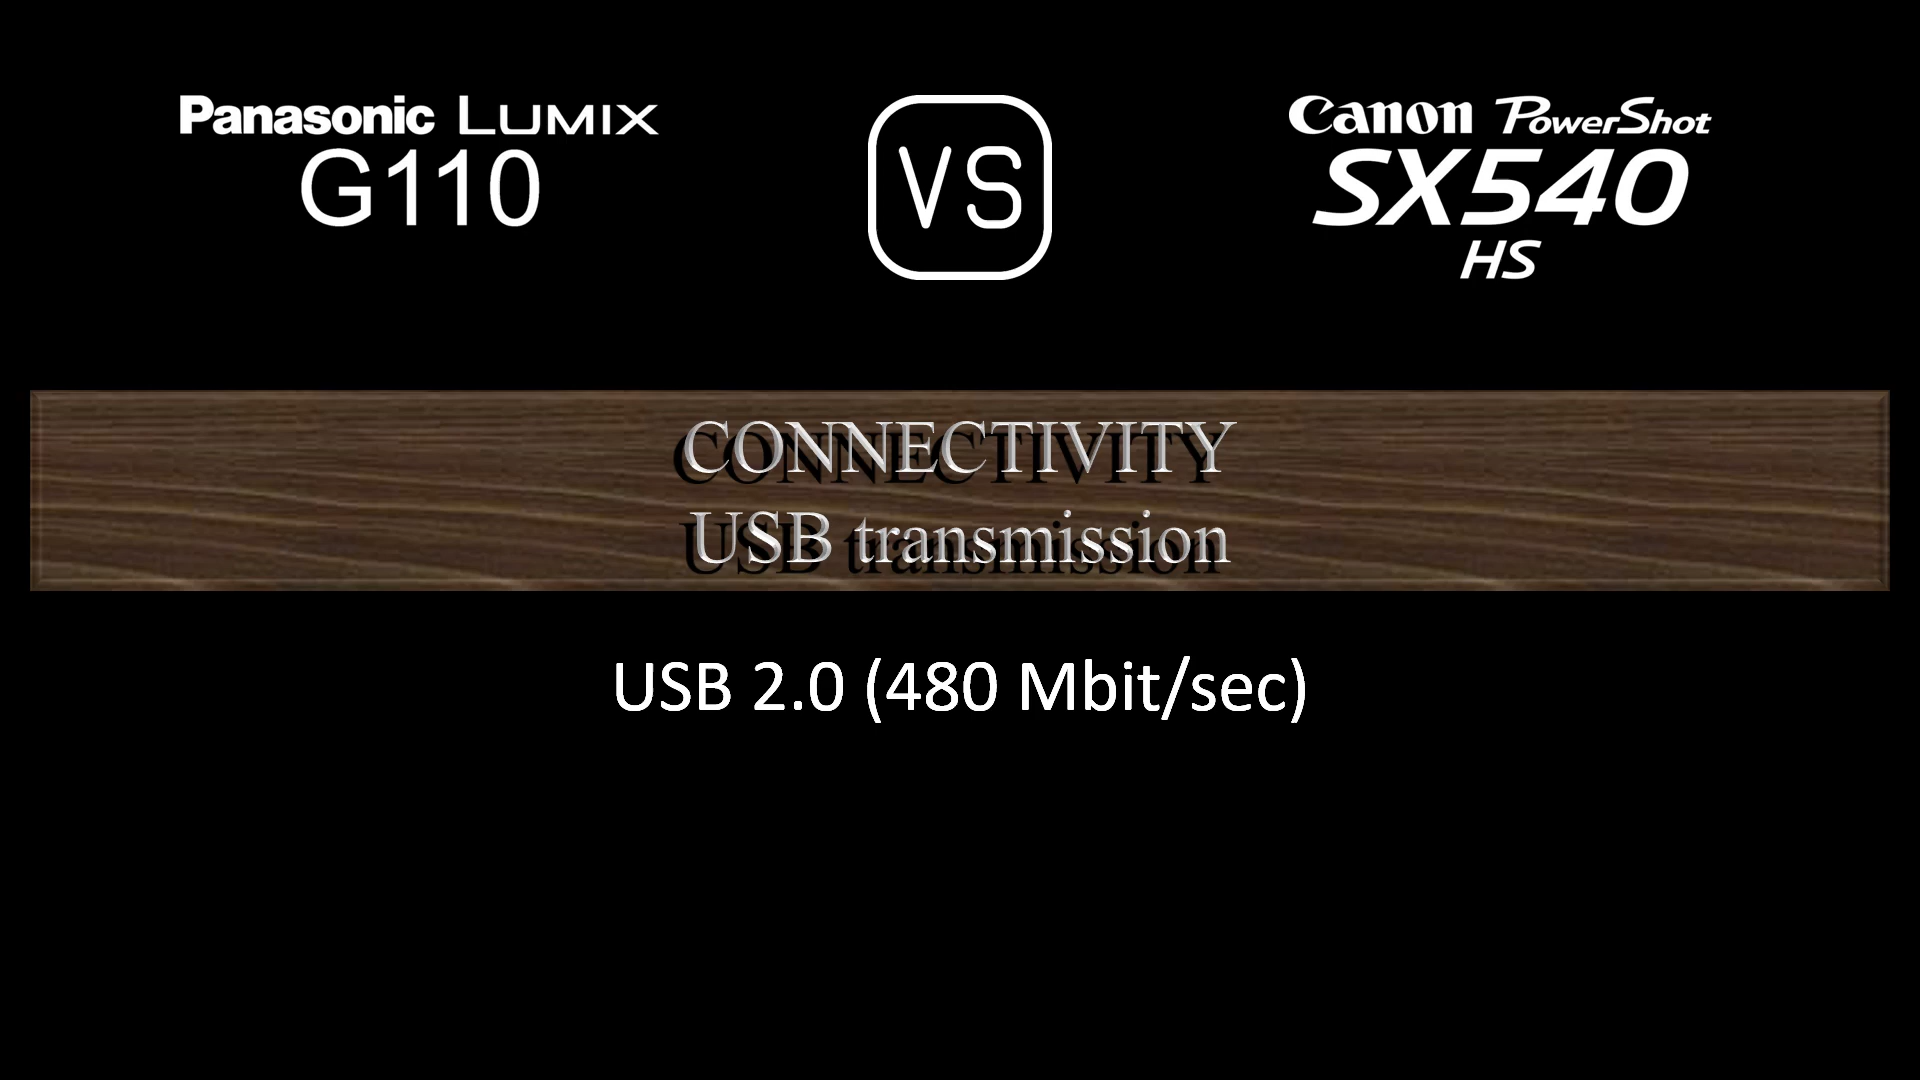 Panasonic LUMIX
G110
VS
Canon PowerShot
SX540
HS
CONNECTIVITY
USB transmission
USB 2.0 (480 Mbit/sec)